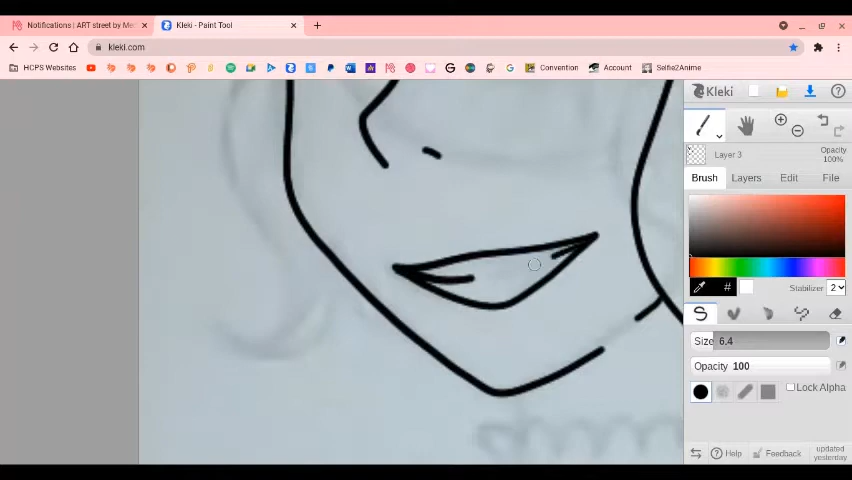 Notifications | ART street by Me
Kleki - Paint Tool
kleki.com
HCPS Websites
Convention
Account
Selfie2Anime
Kleki
Layer 3
Opacity
100%
Brush
Layers
Edit
File
#
Stabilizer 2
Size 6.4
Opacity 100
Lock Alpha
Help
Feedback
updated
yesterday